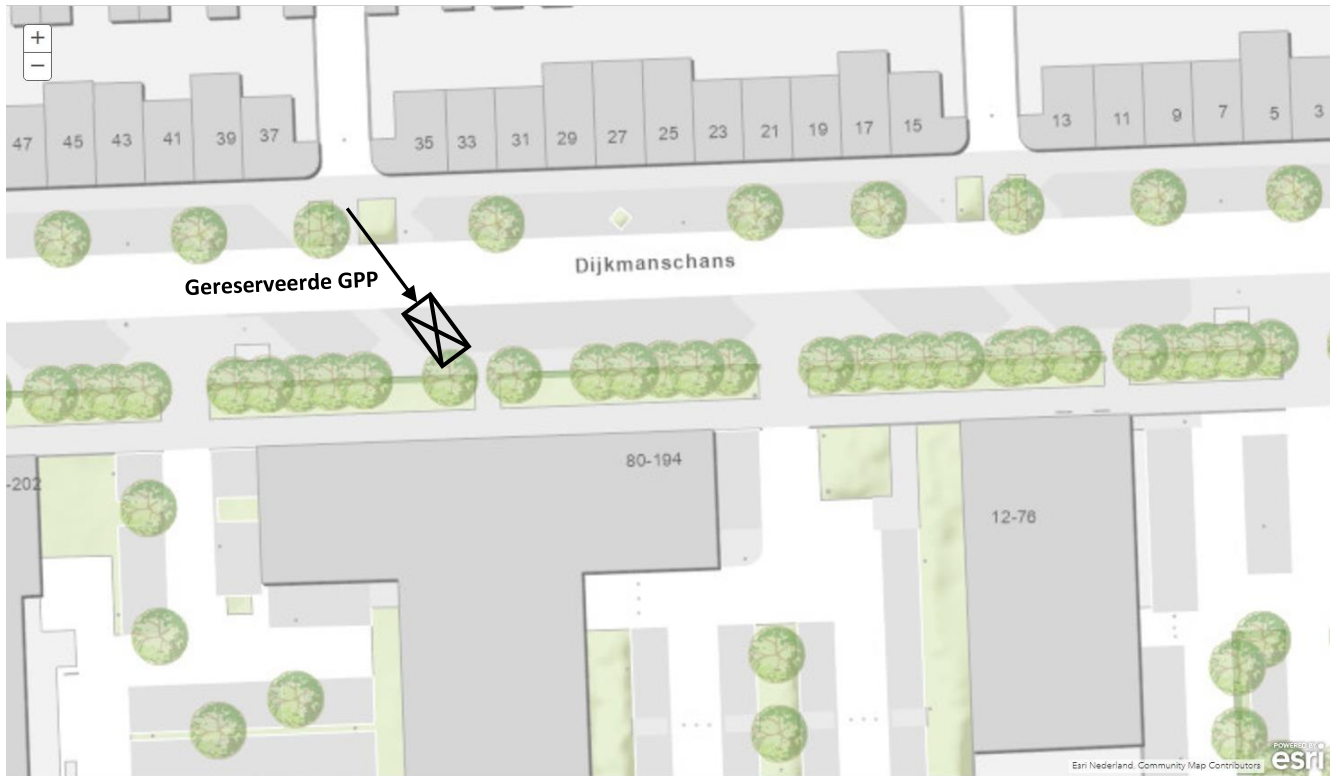 +
−
47 45 43 41 39 37 35 33 31 29 27 25 23 21 19 17 15 13 11 9 7 5 3
Dijkmanschans
Gereserveerde GPP
80-194
-202
12-76
POWERED BY
esri
Esri Nederland, Community Map Contributors